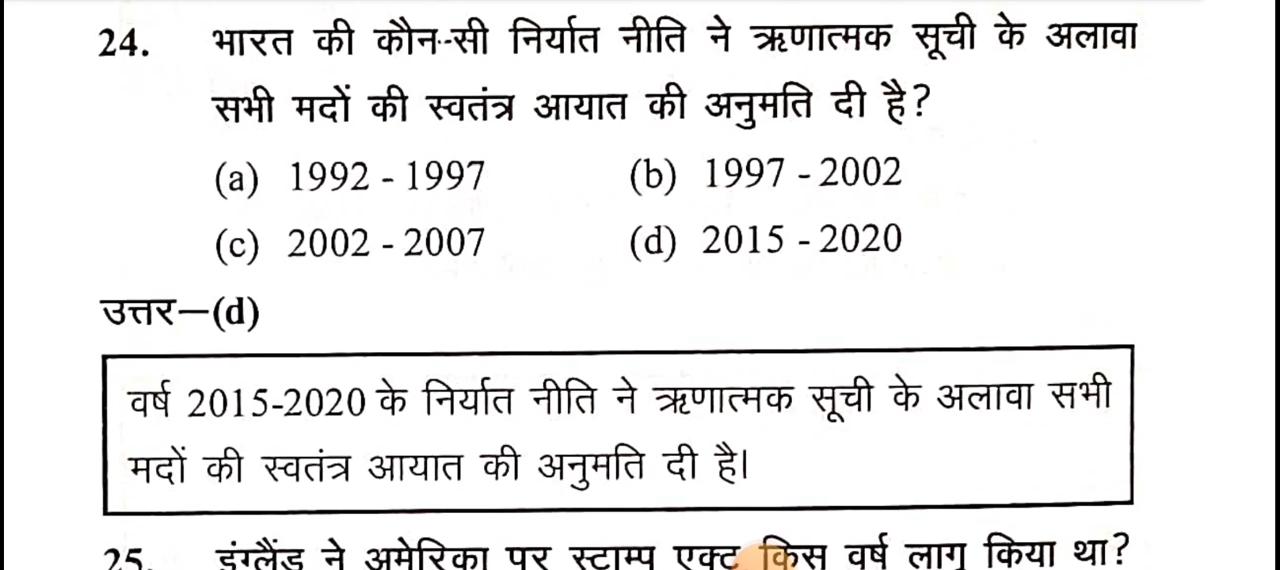 24. भारत की कौन-सी निर्यात नीति ने ऋणात्मक सूची के अलावा
सभी मदों की स्वतंत्र आयात की अनुमति दी है?
(a) 1992 - 1997 (b) 1997 - 2002
(c) 2002 - 2007 (d) 2015 - 2020
उत्तर–(d)
वर्ष 2015-2020 के निर्यात नीति ने ऋणात्मक सूची के अलावा सभी
मदों की स्वतंत्र आयात की अनुमति दी है।
25. इंग्लैंड ने अमेरिका पर स्टाम्प एक्ट किस वर्ष लागू किया था?